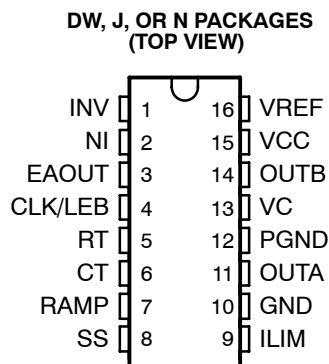 DW, J, OR N PACKAGES
(TOP VIEW)
INV 1 16 VREF
NI 2 15 VCC
EAOUT 3 14 OUTB
CLK/LEB 4 13 VC
RT 5 12 PGND
CT 6 11 OUTA
RAMP 7 10 GND
SS 8 9 ILIM